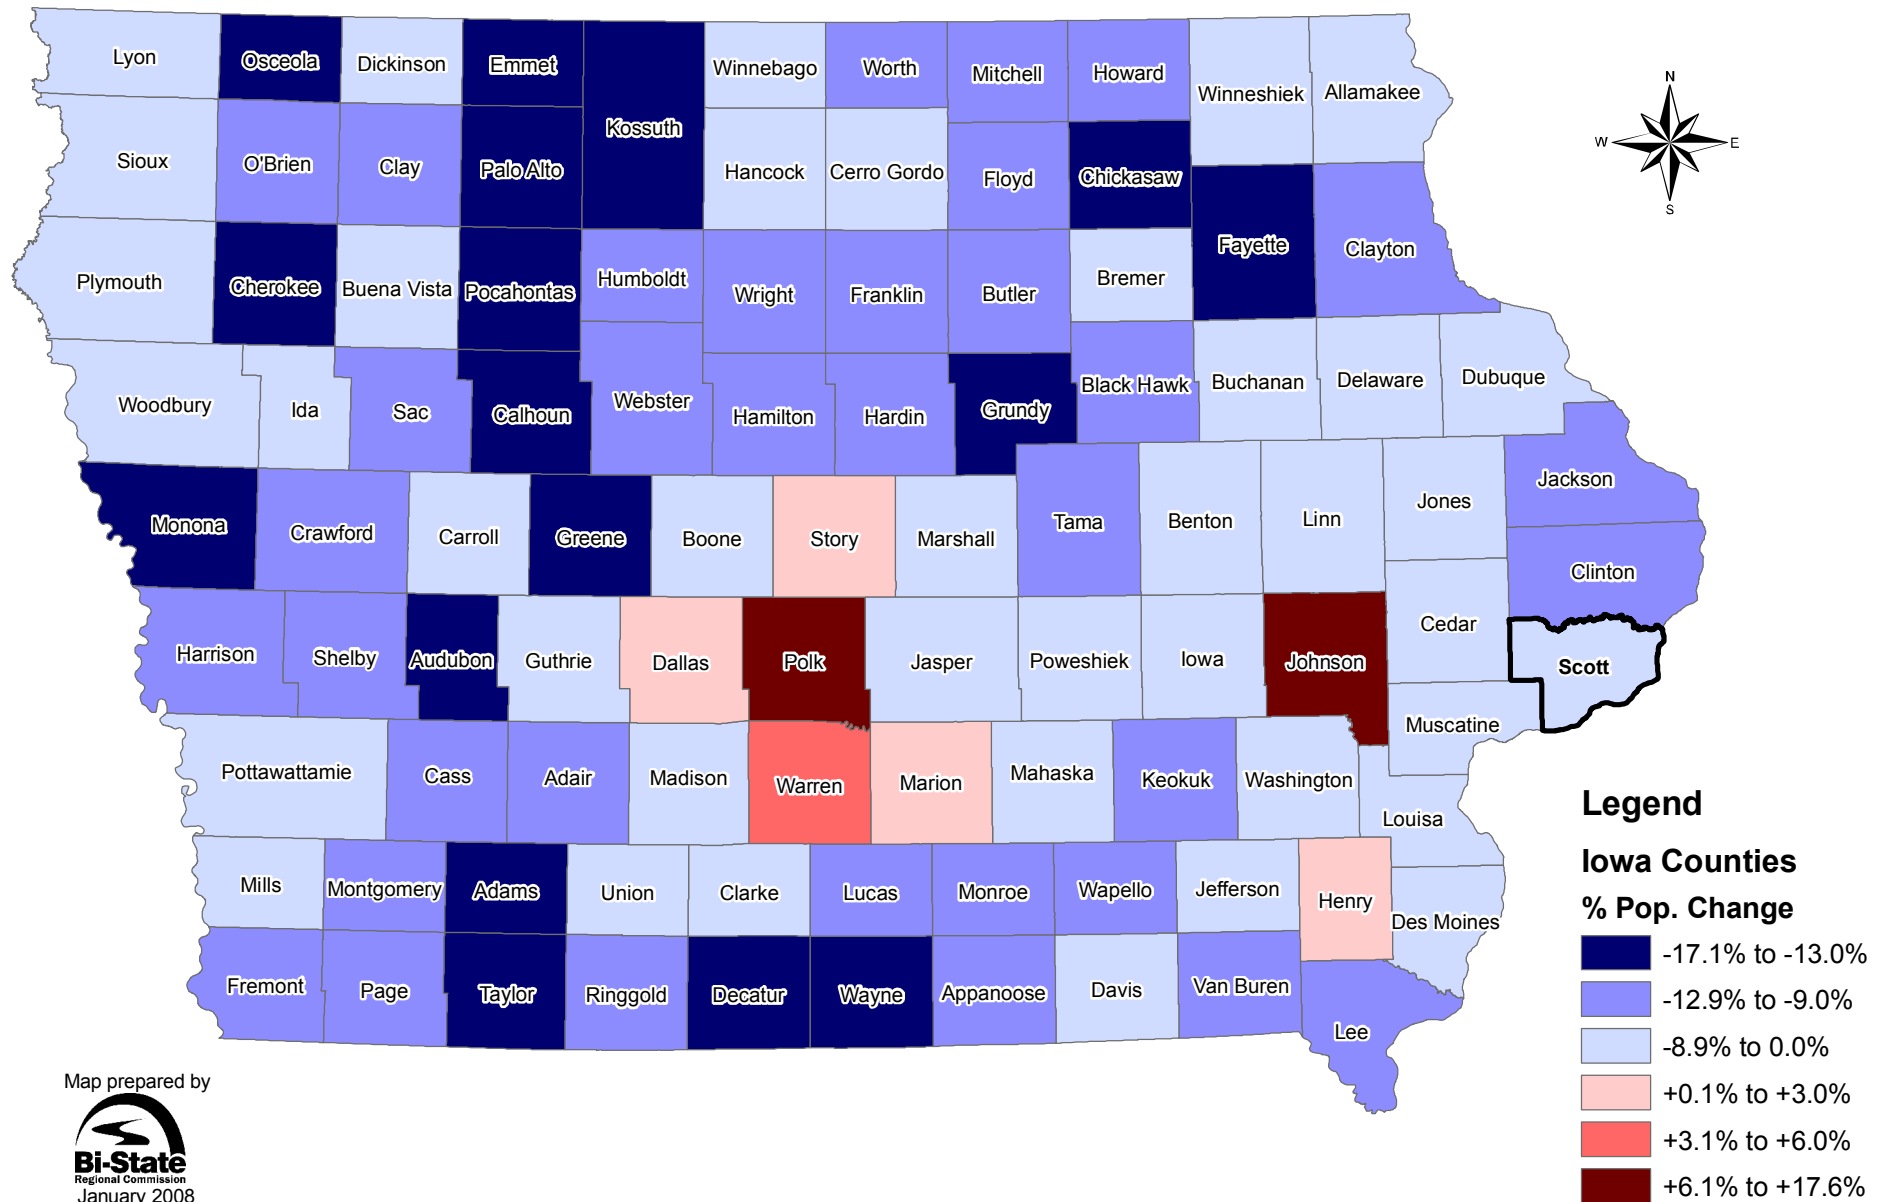 Lyon
Osceola
Dickinson
Emmet
Kossuth
Winnebago
Worth
Mitchell
Howard
Winneshiek
Allamakee
N
W
E
S
Sioux
O'Brien
Clay
Palo Alto
Hancock
Cerro Gordo
Floyd
Chickasaw
Fayette
Clayton
Plymouth
Cherokee
Buena Vista
Pocahontas
Humboldt
Wright
Franklin
Butler
Bremer
Woodbury
Ida
Sac
Calhoun
Webster
Hamilton
Hardin
Grundy
Black Hawk
Buchanan
Delaware
Dubuque
Monona
Crawford
Carroll
Greene
Boone
Story
Marshall
Tama
Benton
Linn
Jones
Jackson
Clinton
Harrison
Shelby
Audubon
Guthrie
Dallas
Polk
Jasper
Poweshiek
Iowa
Johnson
Cedar
Scott
Muscatine
Pottawattamie
Cass
Adair
Madison
Warren
Marion
Mahaska
Keokuk
Washington
Louisa
Mills
Montgomery
Adams
Union
Clarke
Lucas
Monroe
Wapello
Jefferson
Henry
Des Moines
Fremont
Page
Taylor
Ringgold
Decatur
Wayne
Appanoose
Davis
Van Buren
Lee
Legend
Iowa Counties
% Pop. Change
-17.1% to -13.0%
-12.9% to -9.0%
-8.9% to 0.0%
+0.1% to +3.0%
+3.1% to +6.0%
+6.1% to +17.6%
Map prepared by
Bi-State
Regional Commission
January 2008